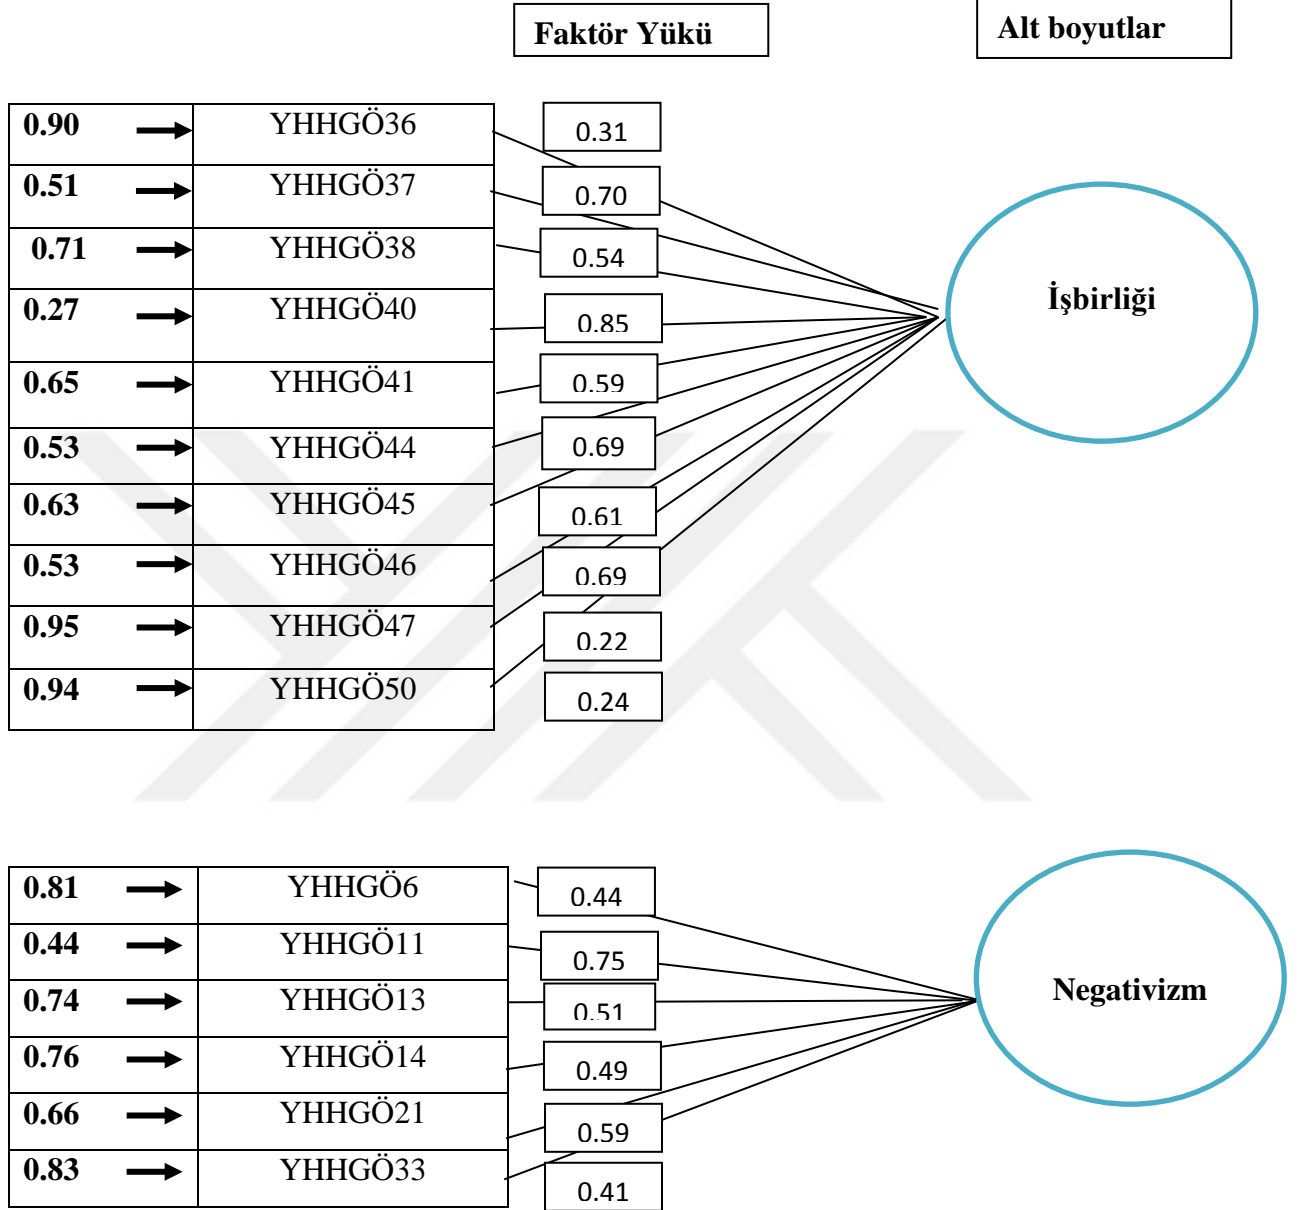 Faktör Yükü Alt boyutlar
0.90 YHHGÖ36 0.31
0.51 YHHGÖ37 0.70
0.71 YHHGÖ38 0.54
0.27 YHHGÖ40 0.85
0.65 YHHGÖ41 0.59
0.53 YHHGÖ44 0.69
0.63 YHHGÖ45 0.61
0.53 YHHGÖ46 0.69
0.95 YHHGÖ47 0.22
0.94 YHHGÖ50 0.24
İşbirliği
0.81 YHHGÖ6 0.44
0.44 YHHGÖ11 0.75
0.74 YHHGÖ13 0.51
0.76 YHHGÖ14 0.49
0.66 YHHGÖ21 0.59
0.83 YHHGÖ33 0.41
Negativizm